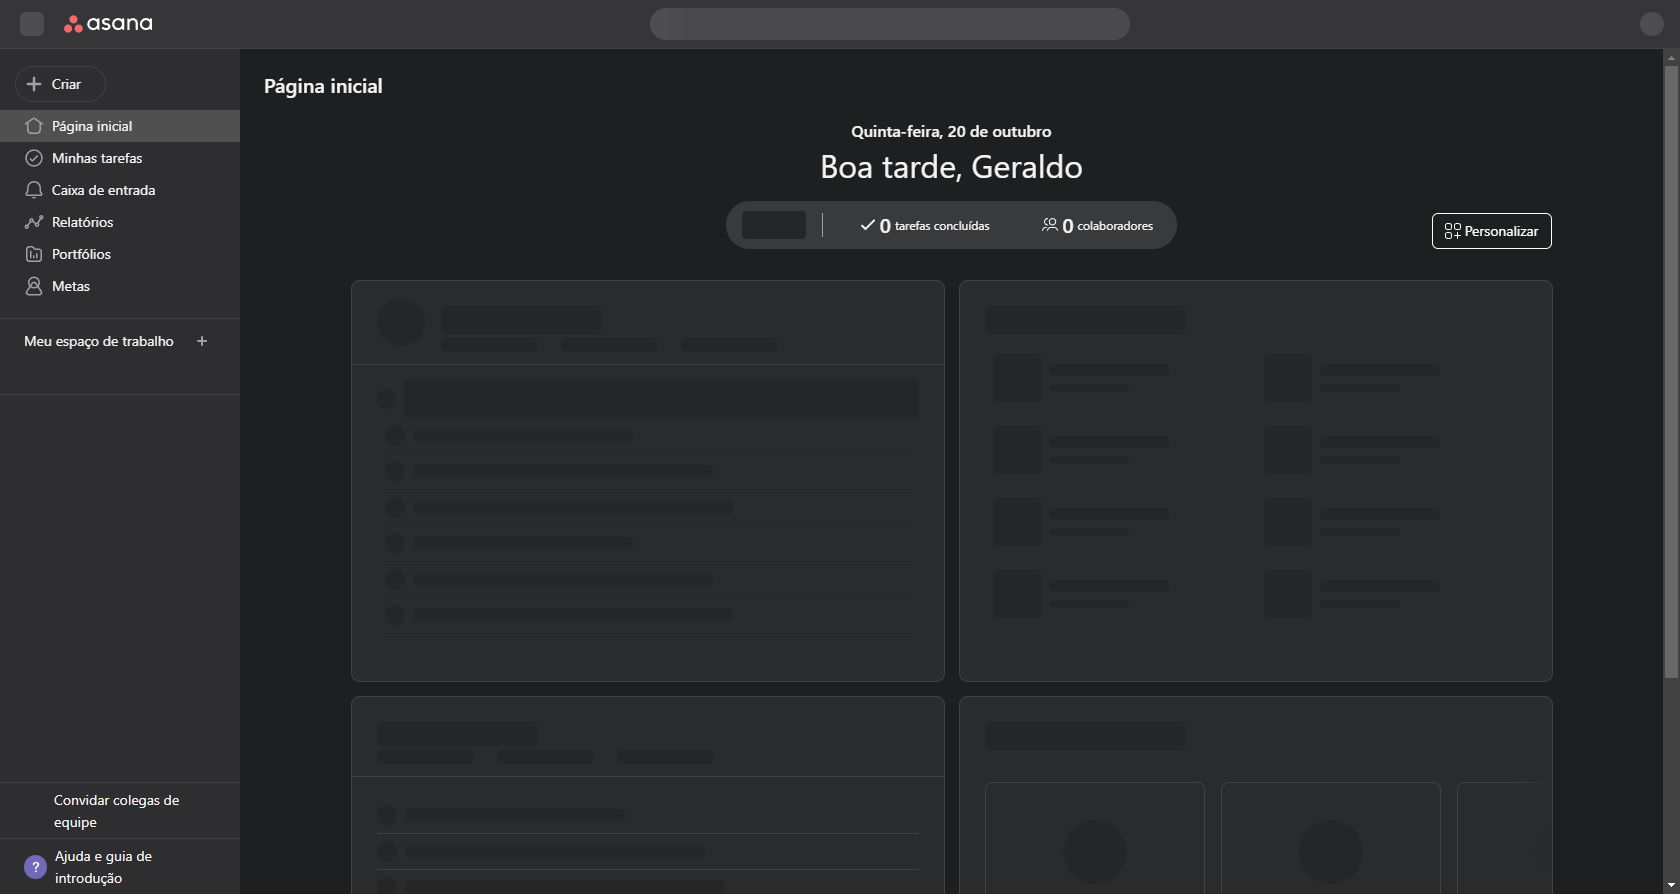 asana
Criar
Página inicial
Minhas tarefas
Caixa de entrada
Relatórios
Portfólios
Metas
Meu espaço de trabalho +
Convidar colegas de
equipe
? Ajuda e guia de
introdução
Página inicial
Quinta-feira, 20 de outubro
Boa tarde, Geraldo
0 tarefas concluídas
0 colaboradores
Personalizar